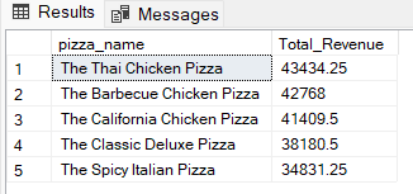 Results Messages
pizza_name Total_Revenue
1 The Thai Chicken Pizza 43434.25
2 The Barbecue Chicken Pizza 42768
3 The California Chicken Pizza 41409.5
4 The Classic Deluxe Pizza 38180.5
5 The Spicy Italian Pizza 34831.25